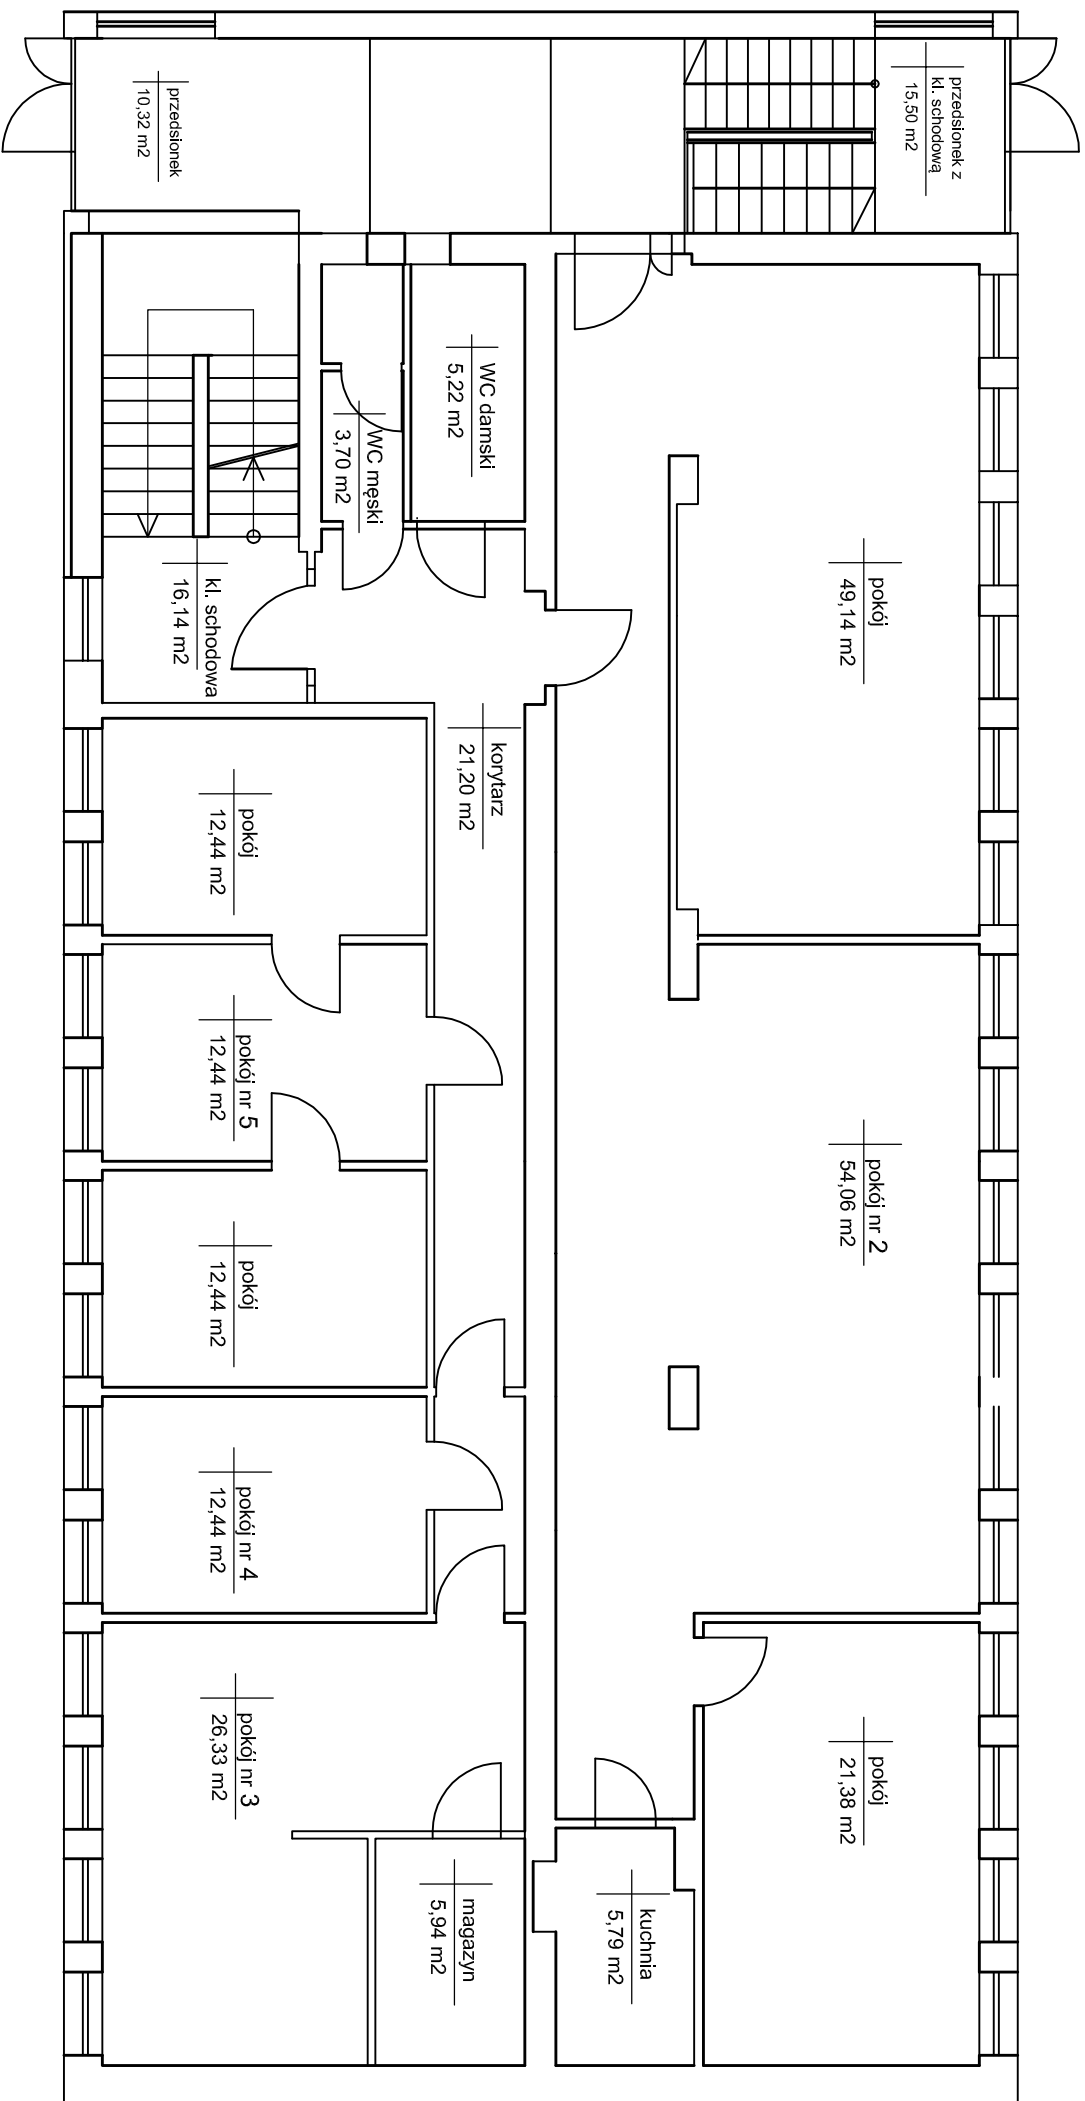 przedsionek
10,32 m2
przedsionek z
kl. schodową
15,50 m2
WC damski
5,22 m2
WC męski
3,70 m2
kl. schodowa
16,14 m2
pokój
49,14 m2
korytarz
21,20 m2
pokój
12,44 m2
pokój nr 5
12,44 m2
pokój
12,44 m2
pokój nr 2
54,06 m2
pokój nr 4
12,44 m2
pokój nr 3
26,33 m2
pokój
21,38 m2
magazyn
5,94 m2
kuchnia
5,79 m2